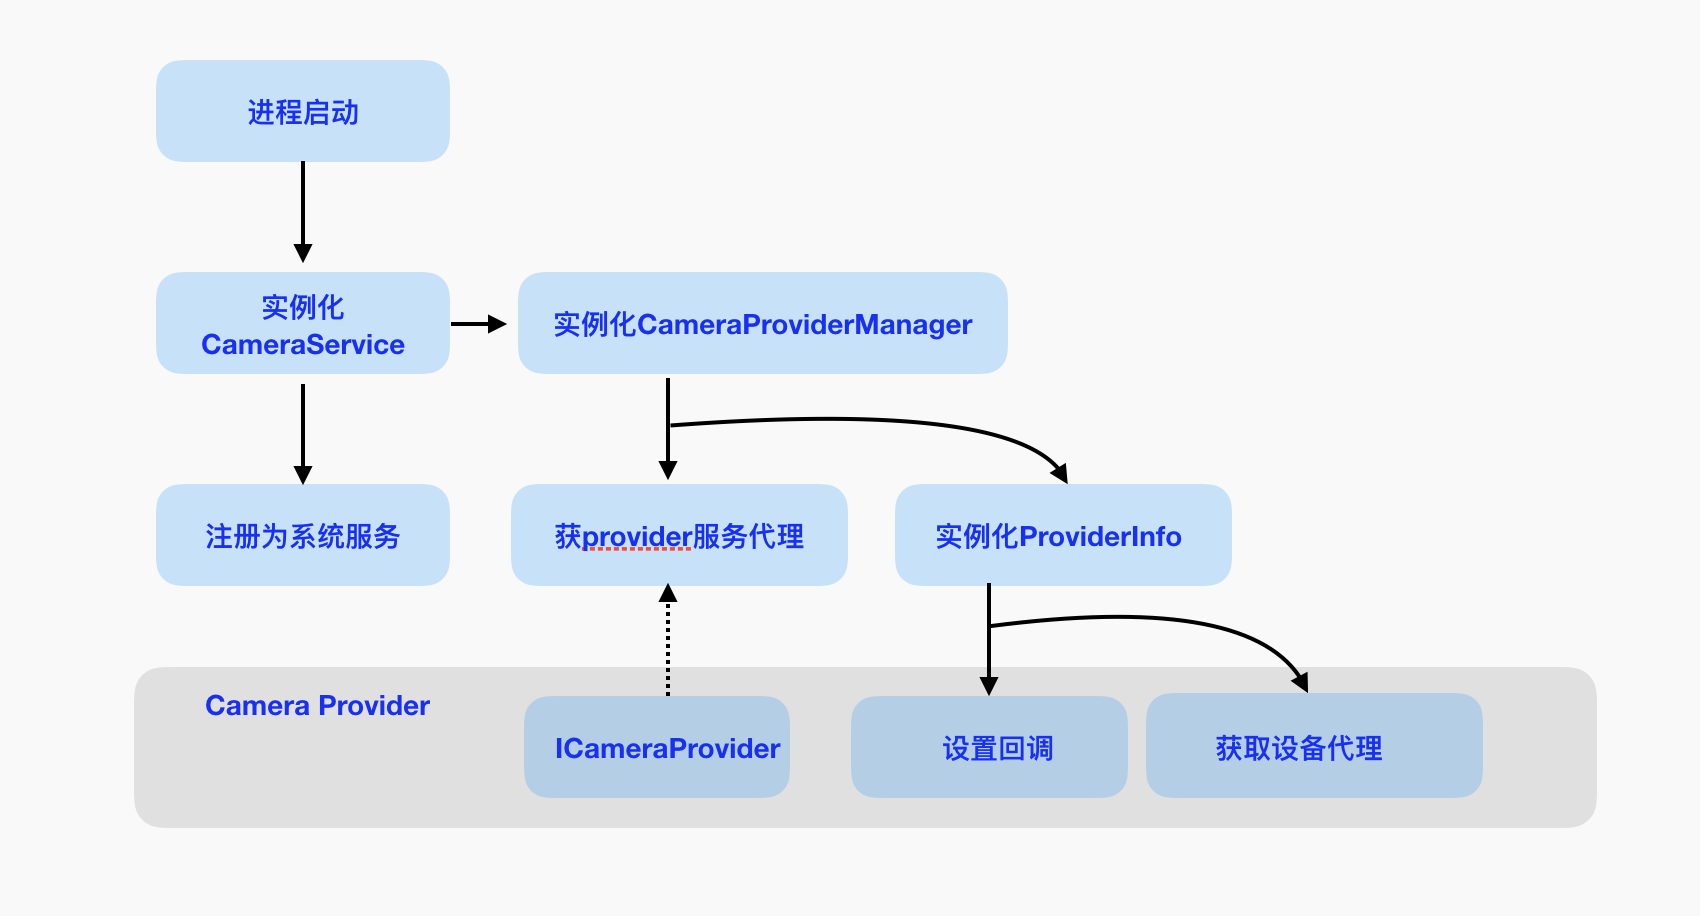 进程启动
实例化
CameraService
实例化CameraProviderManager
注册为系统服务
获provider服务代理
实例化ProviderInfo
Camera Provider
ICameraProvider
设置回调
获取设备代理